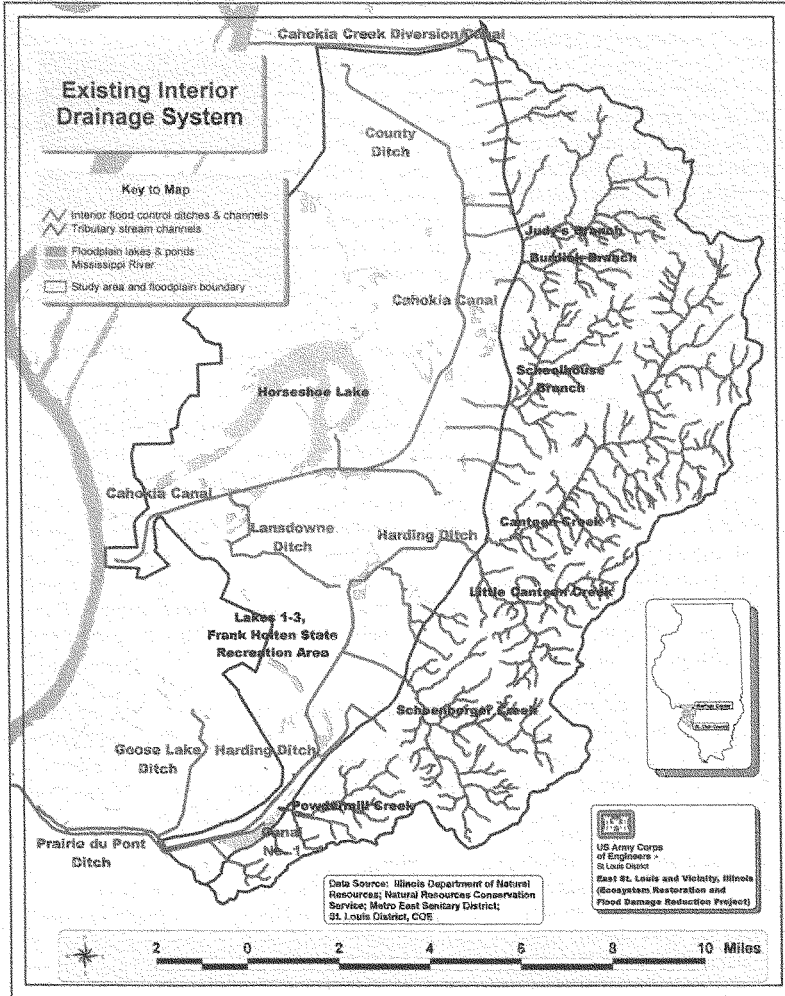 Cahokia Creek Diversion Canal
Existing Interior
Drainage System
County
Ditch
Key to Map
Interior flood control ditches & channels
Tributary stream channels
Floodplain lakes & ponds
Mississippi River
Study area and floodplain boundary
Judy's Branch
Burdick Branch
Cahokia Canal
Schoolhouse
Branch
Horseshoe Lake
Cahokia Canal
Lansdowne
Ditch
Harding Ditch
Canteen Creek
Little Canteen Creek
Lakes 1-3,
Frank Holten State
Recreation Area
Schoenberger Creek
Goose Lake
Ditch
Harding Ditch
Powdermill Creek
Prairie du Pont
Ditch
Canal
No. 1
US Army Corps
of Engineers
St Louis District
East St. Louis and Vicinity, Illinois
(Ecosystem Restoration and
Flood Damage Reduction Project)
Data Source: Illinois Department of Natural
Resources; Natural Resources Conservation
Service; Metro East Sanitary District;
St. Louis District, COE
2 0 2 4 6 8 10 Miles